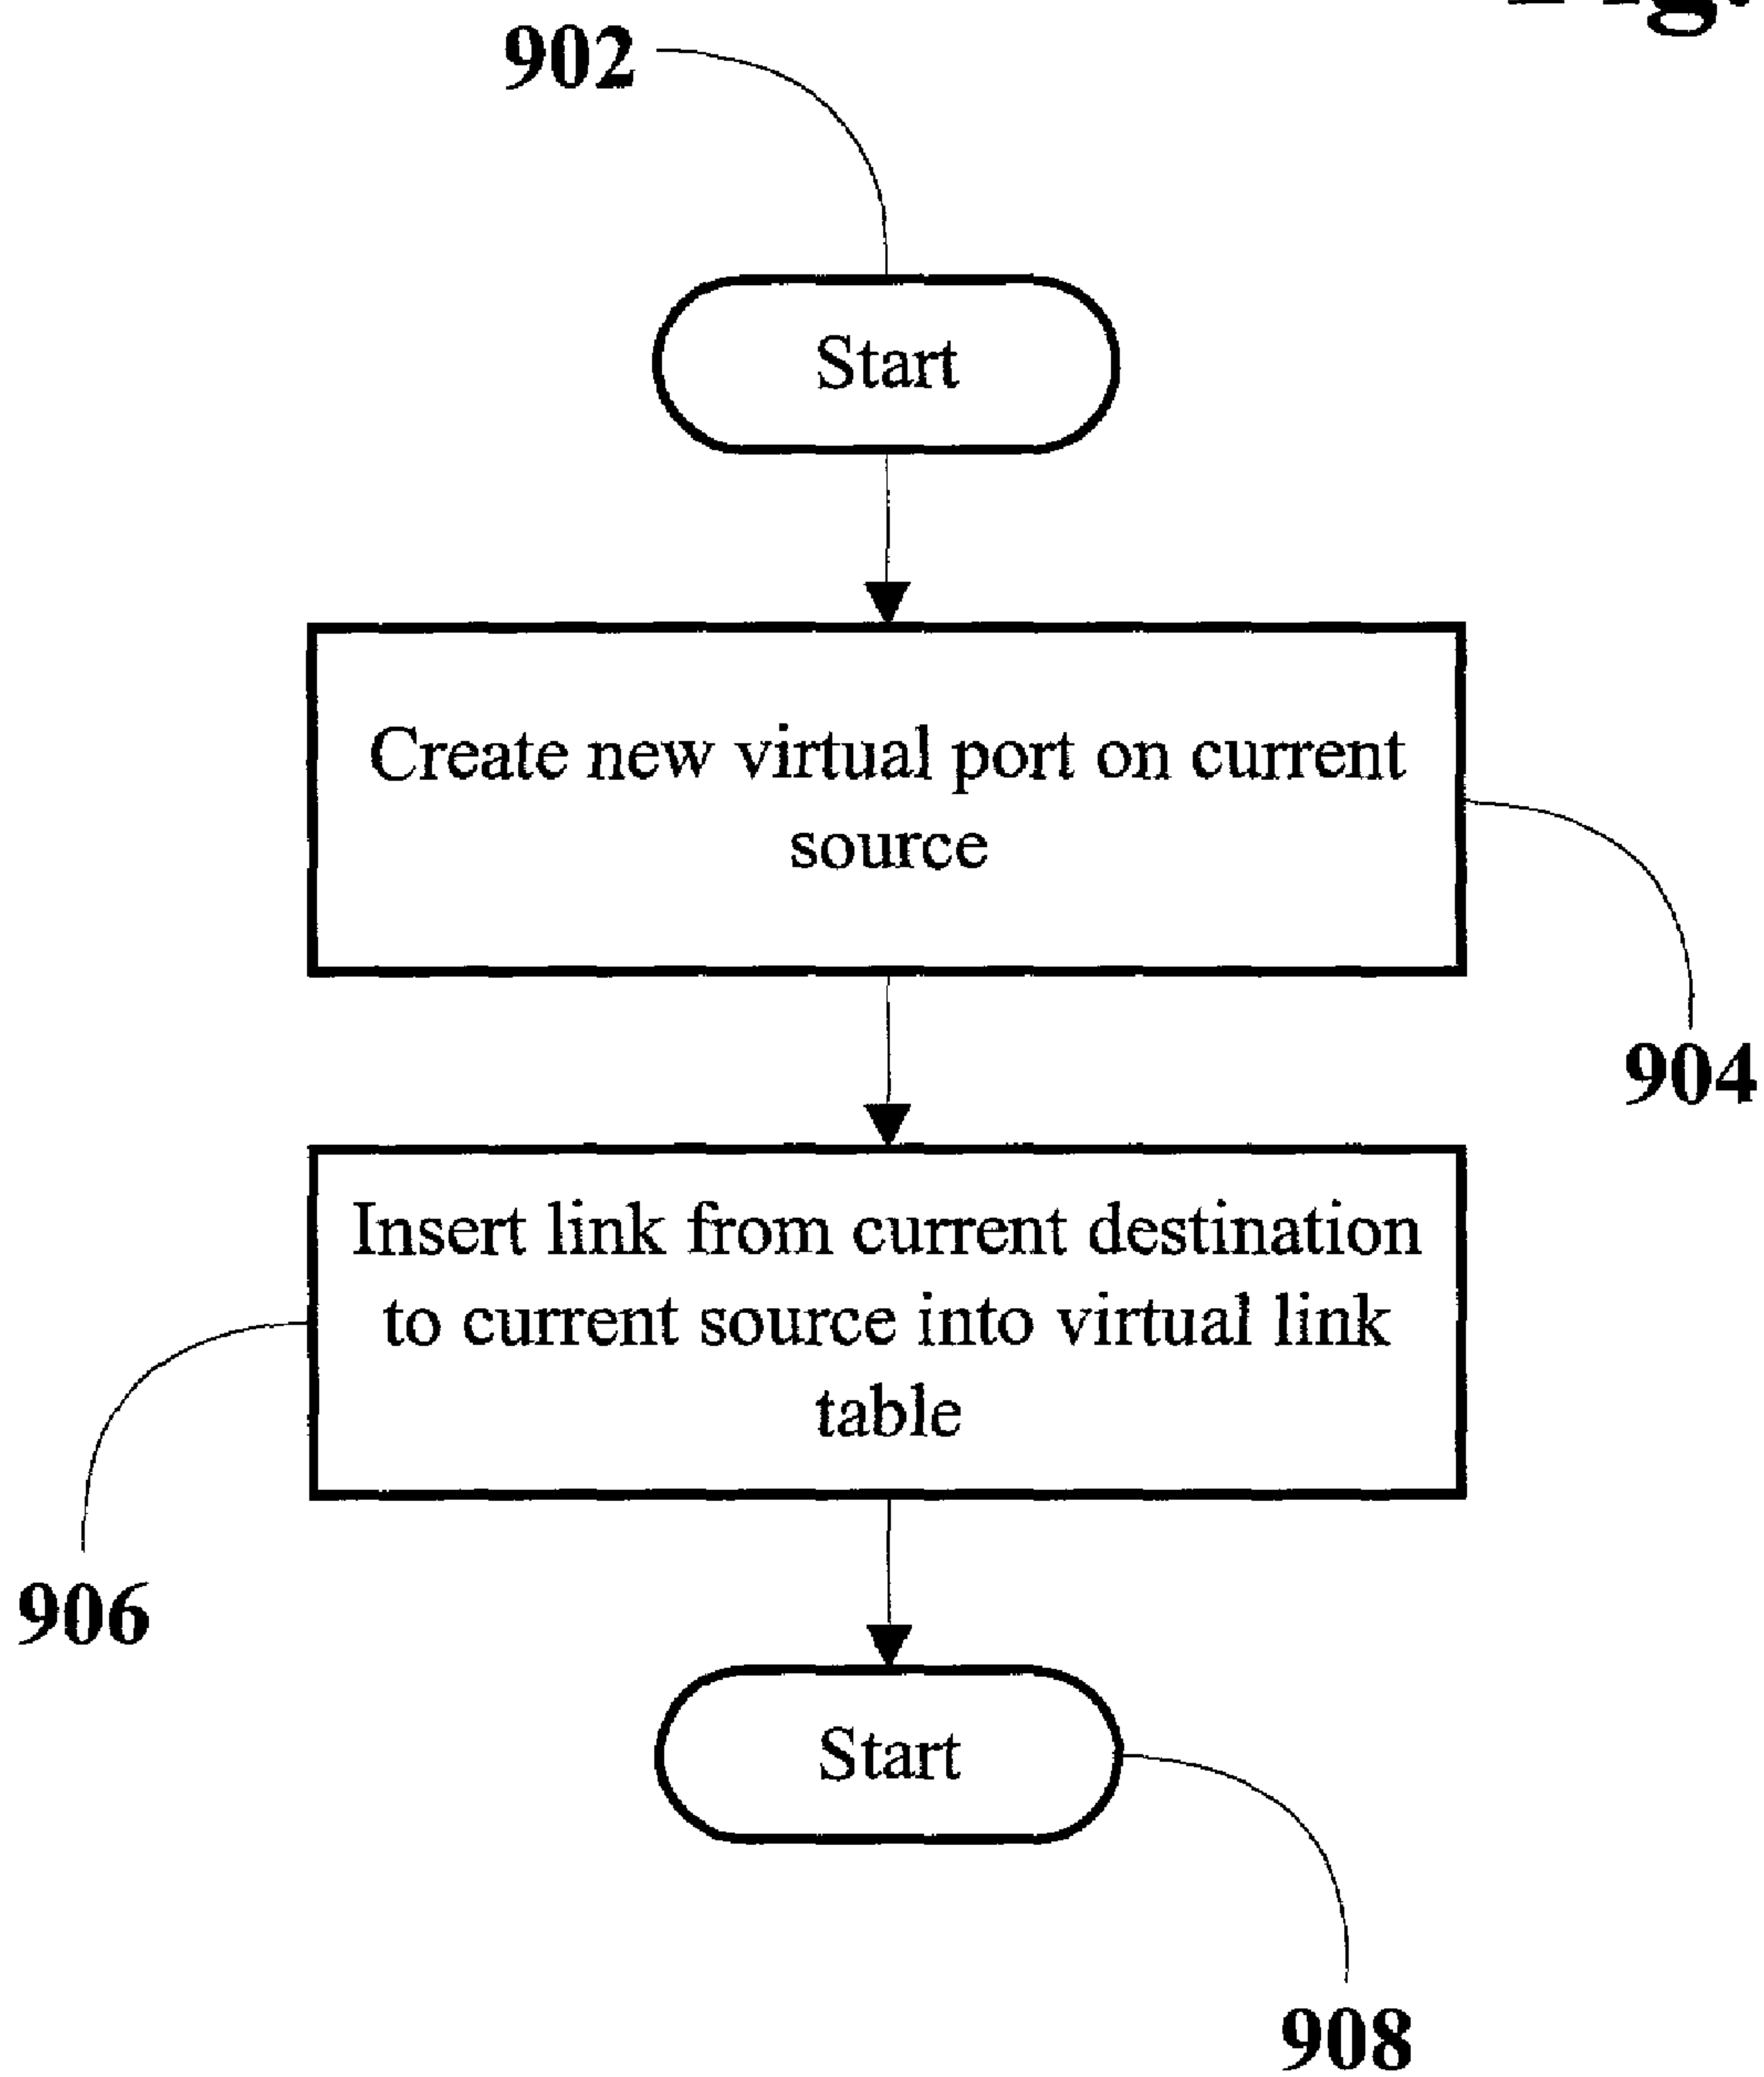 902
Start
Create new virtual port on current
source
904
Insert link from current destination
to current source into virtual link
table
906
Start
908